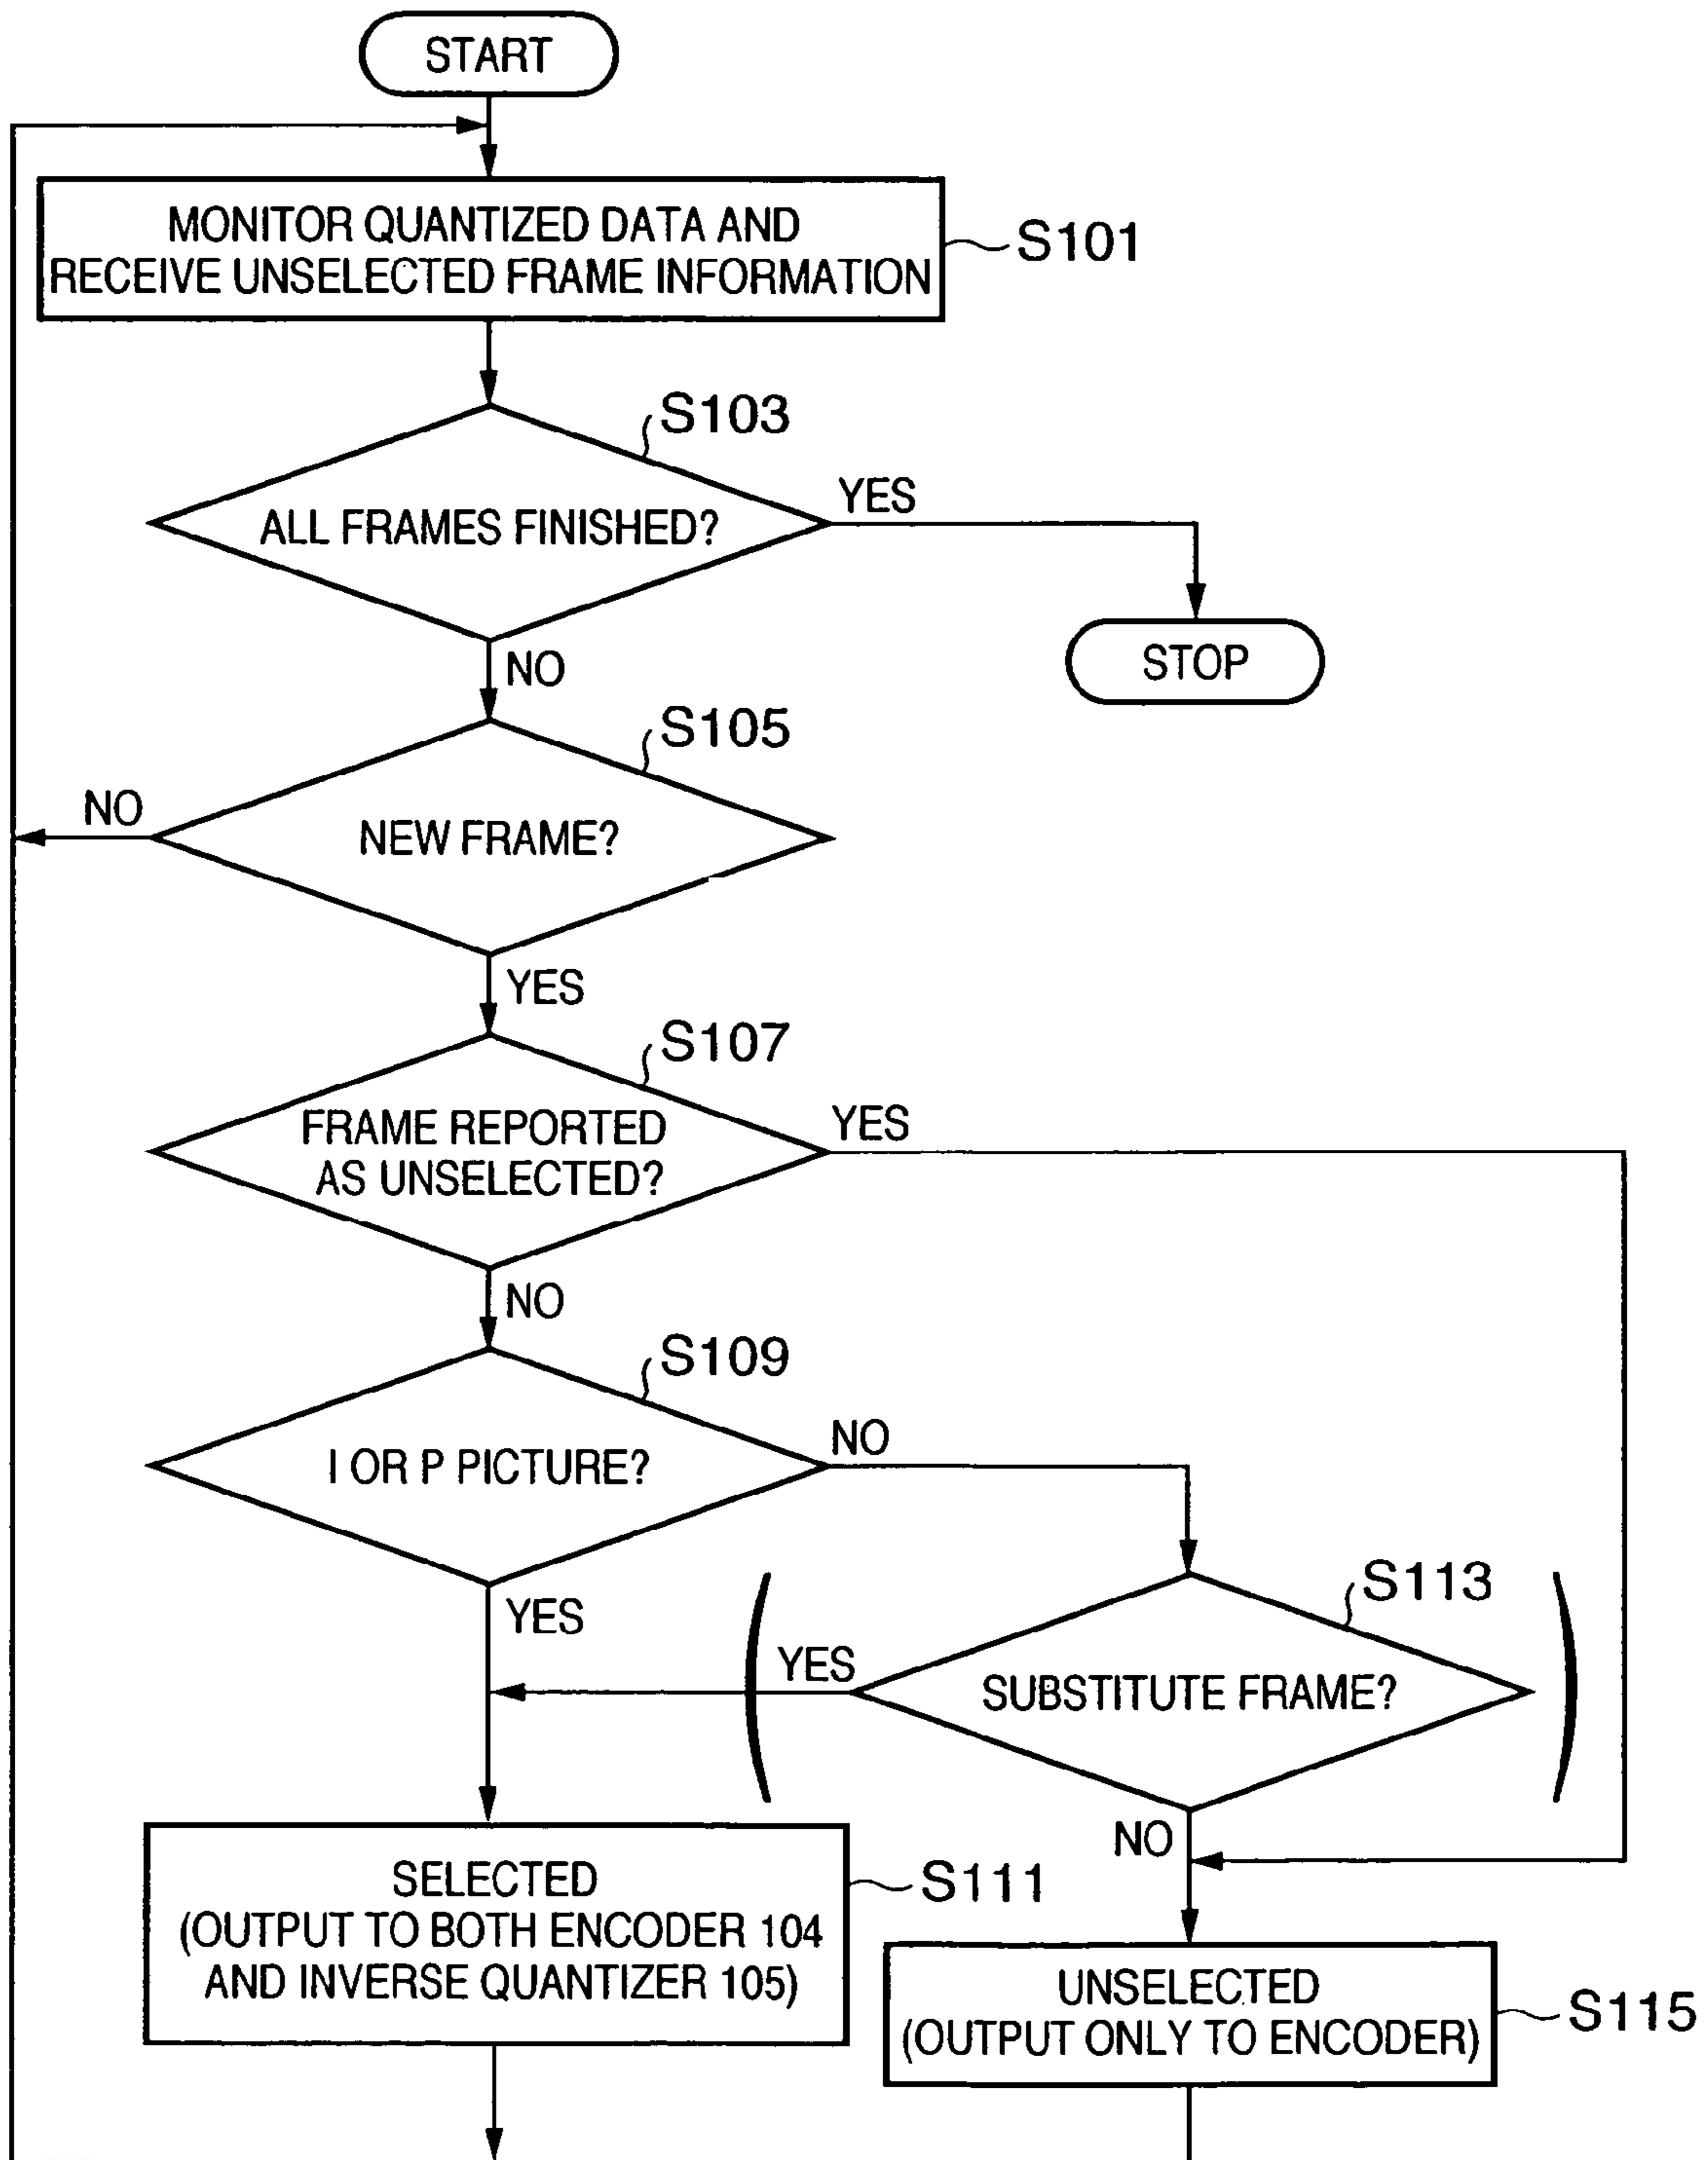 START
MONITOR QUANTIZED DATA AND
RECEIVE UNSELECTED FRAME INFORMATION
S101
S103
ALL FRAMES FINISHED?
YES
STOP
NO
S105
NEW FRAME?
NO
YES
S107
FRAME REPORTED
AS UNSELECTED?
YES
NO
S109
I OR P PICTURE?
NO
YES
S113
YES
SUBSTITUTE FRAME?
NO
SELECTED
(OUTPUT TO BOTH ENCODER 104
AND INVERSE QUANTIZER 105)
S111
UNSELECTED
(OUTPUT ONLY TO ENCODER)
S115